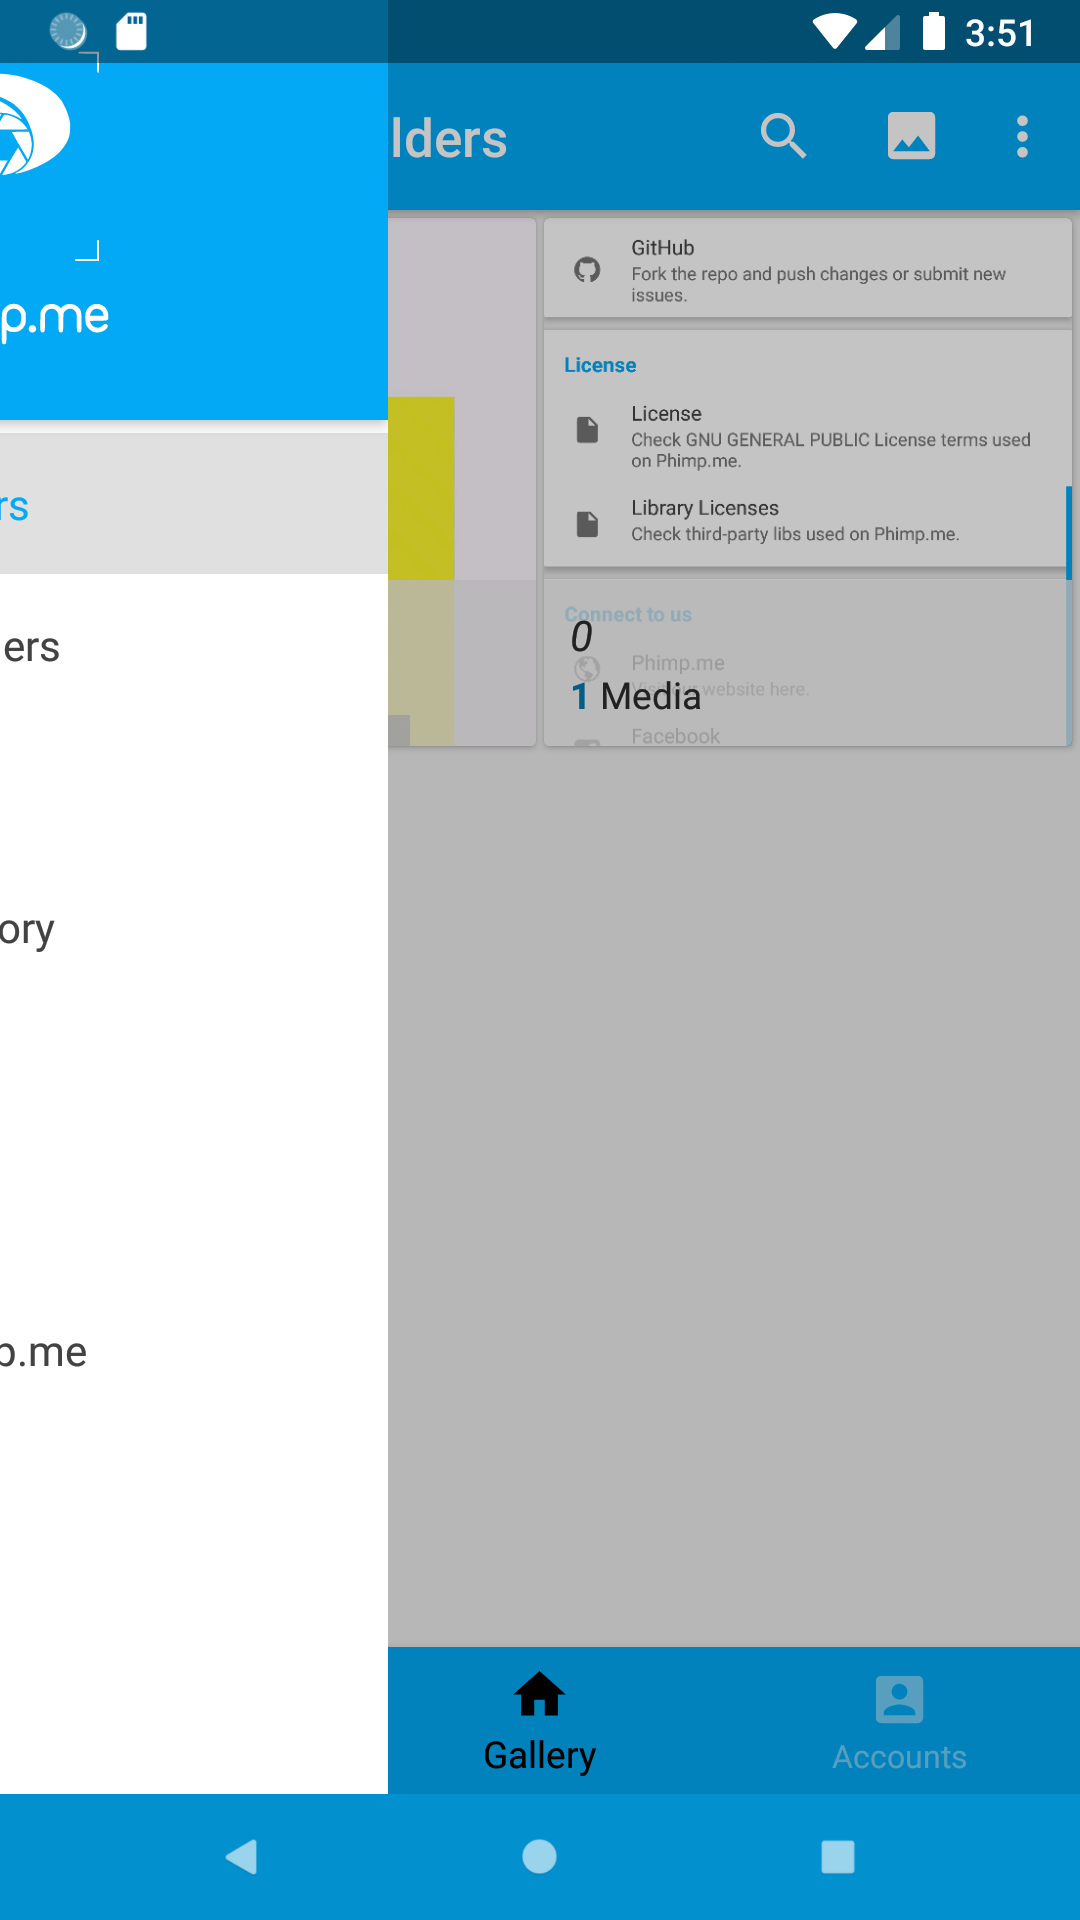 3:51
lders
p.me
rs
ers
ory
p.me
GitHub
Fork the repo and push changes or submit new
issues.
License
License
Check GNU GENERAL PUBLIC License terms used
on Phimp.me.
Library Licenses
Check third-party libs used on Phimp.me.
Connect to us
0
Phimp.me
Visit our website here.
1 Media
Facebook
Gallery
Accounts